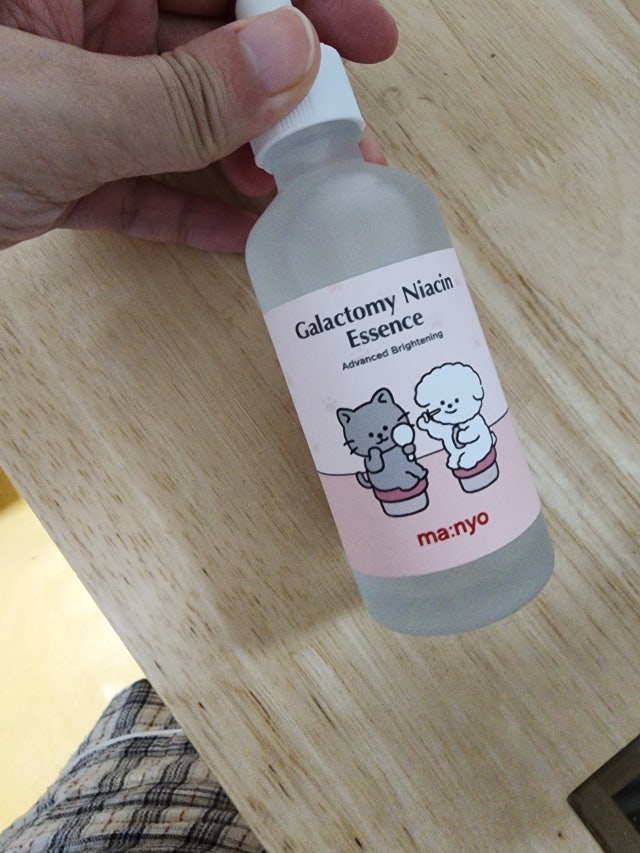 Galactomy Niacin
Essence
Advanced Brightening
ma:nyo